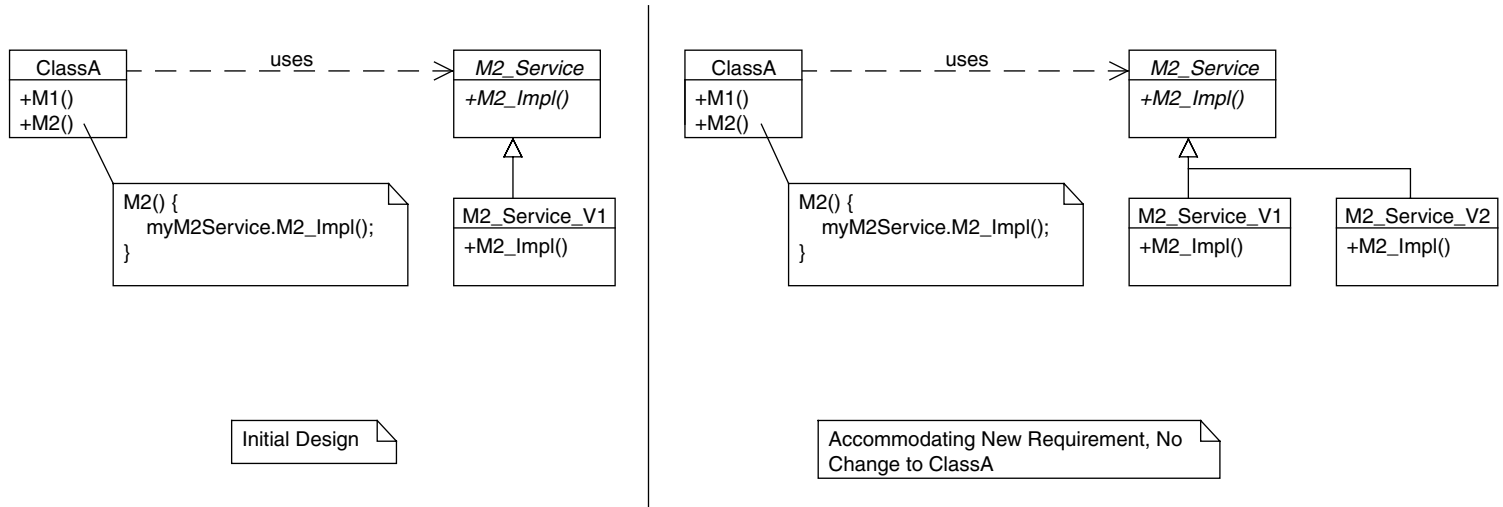 ClassA
+M1()
+M2()
uses
M2_Service
+M2_Impl()
M2() {
myM2Service.M2_Impl();
}
M2_Service_V1
+M2_Impl()
Initial Design
ClassA
+M1()
+M2()
uses
M2_Service
+M2_Impl()
M2() {
myM2Service.M2_Impl();
}
M2_Service_V1
+M2_Impl()
M2_Service_V2
+M2_Impl()
Accommodating New Requirement, No
Change to ClassA